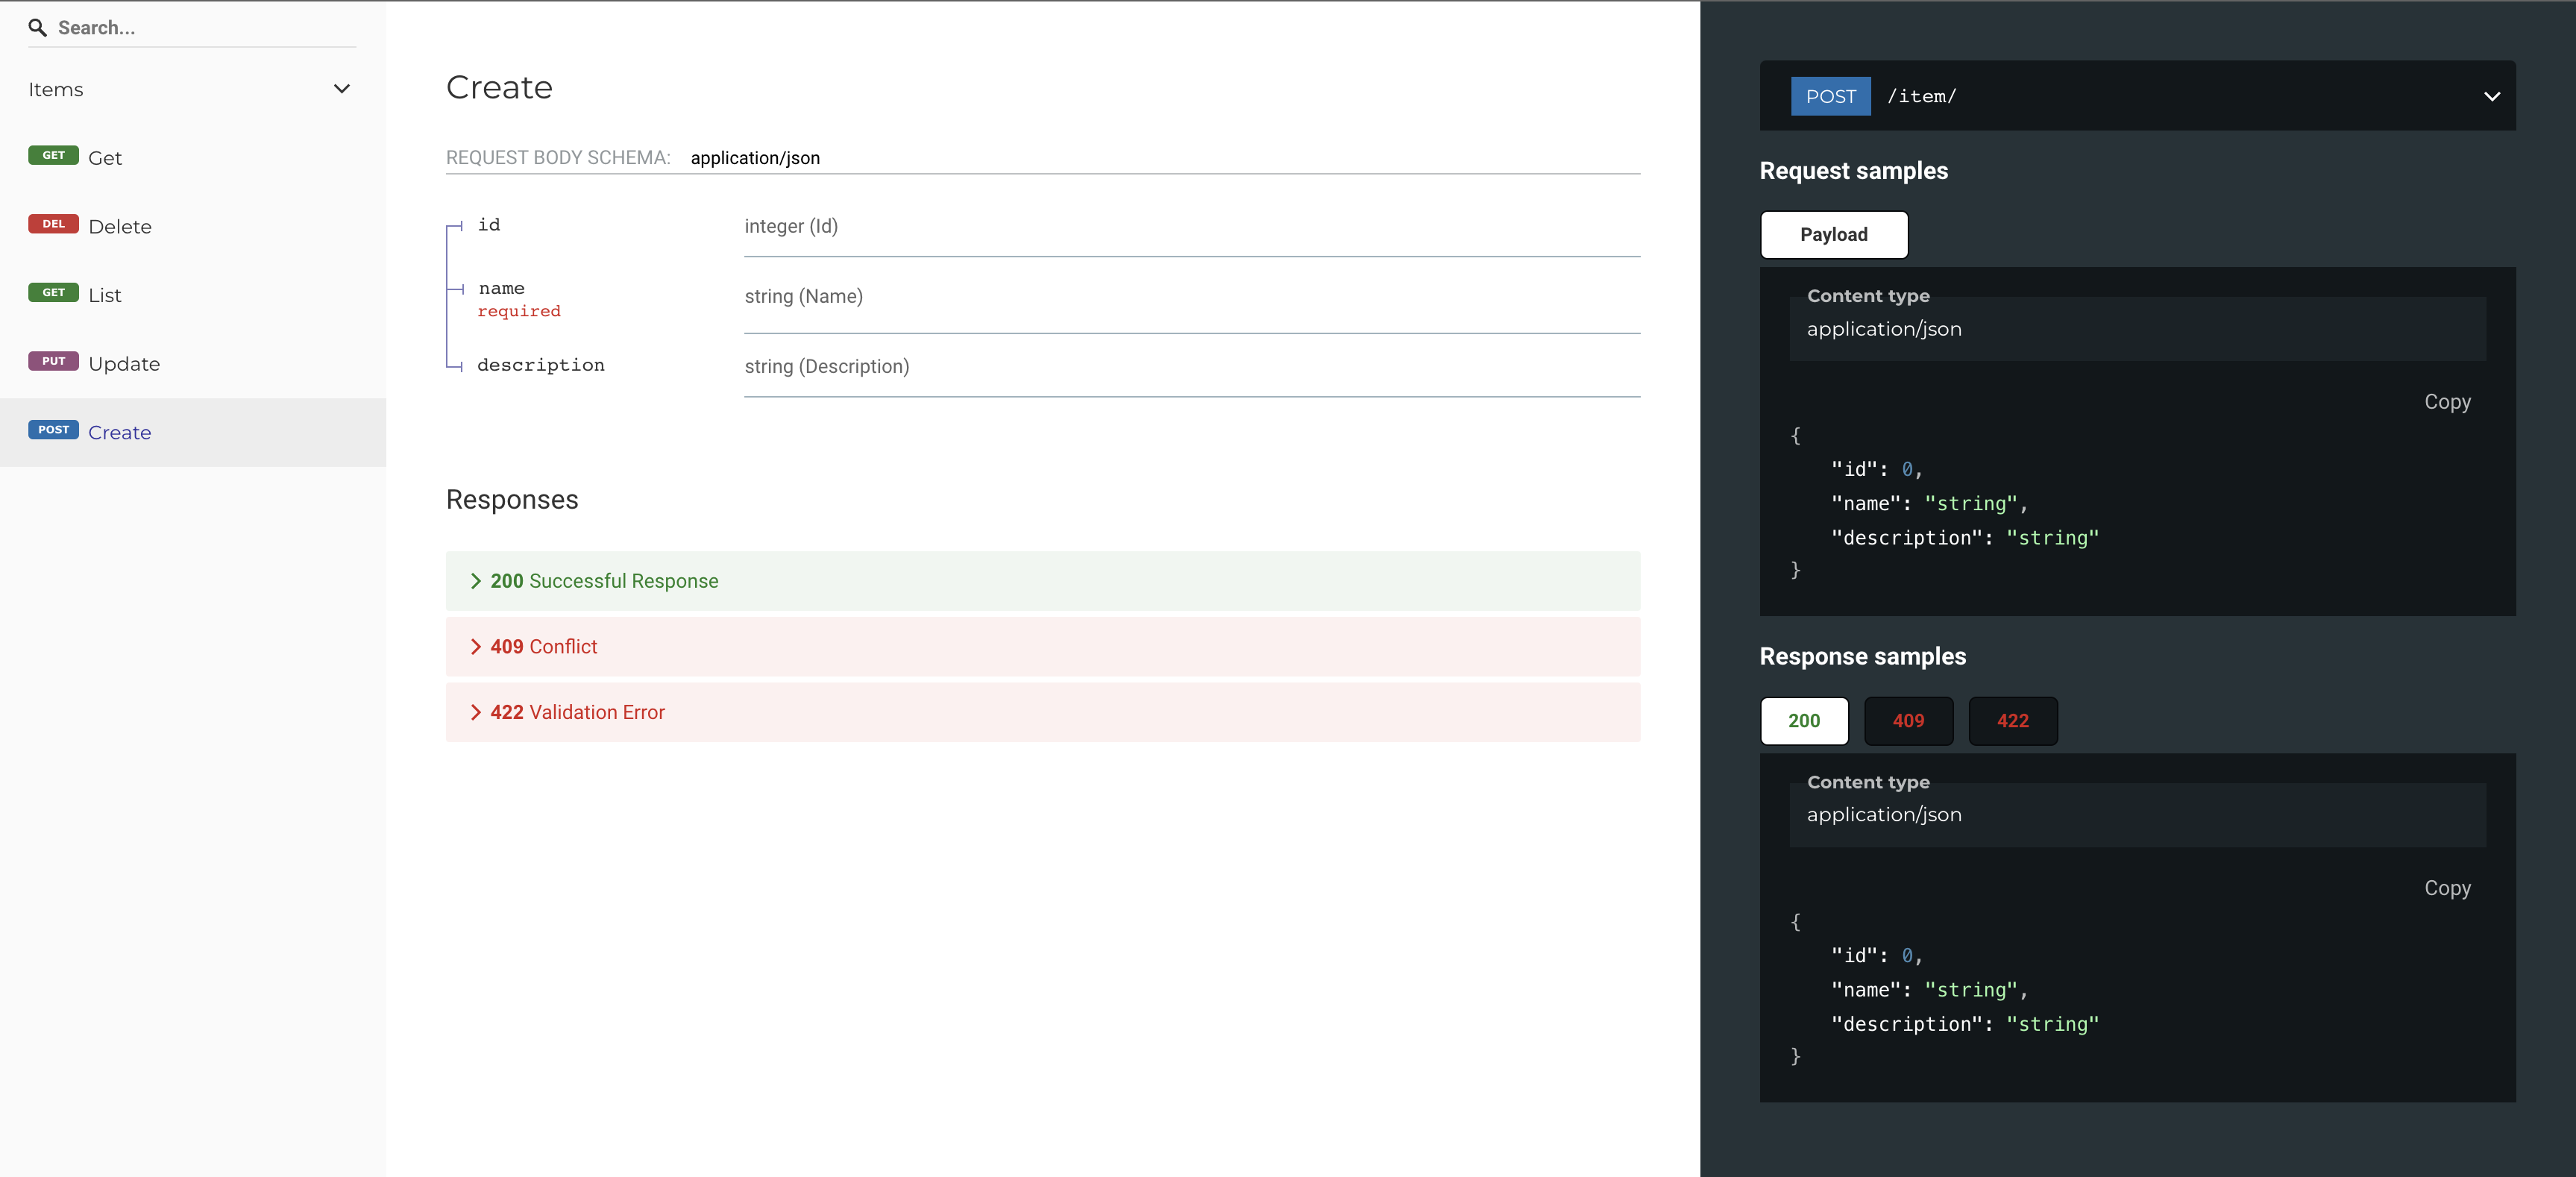 Search...
Items
GET Get
DEL Delete
GET List
PUT Update
POST Create
Create
REQUEST BODY SCHEMA: application/json
id integer (Id)
name string (Name)
required
description string (Description)
Responses
200 Successful Response
409 Conflict
422 Validation Error
POST /item/
Request samples
Payload
Content type
application/json
Copy
{
"id": 0,
"name": "string",
"description": "string"
}
Response samples
200 409 422
Content type
application/json
Copy
{
"id": 0,
"name": "string",
"description": "string"
}